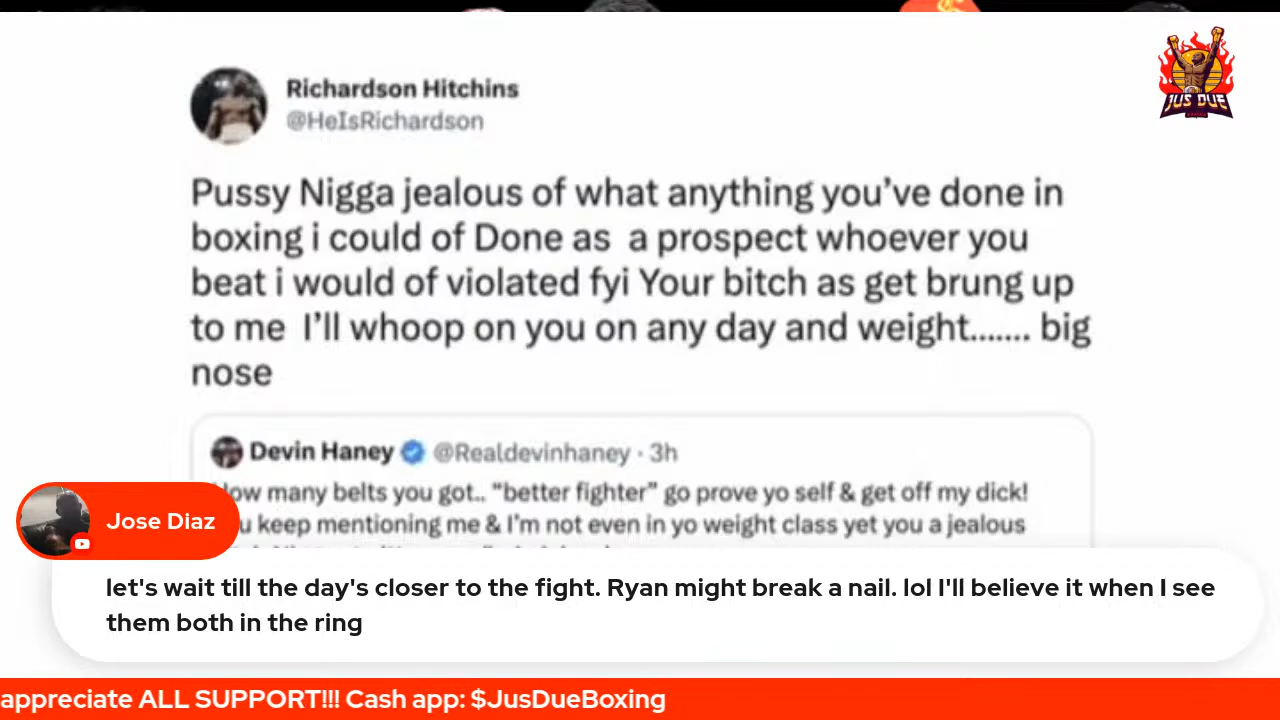 JUS DUE
Richardson Hitchins
@HeIsRichardson
Pussy Nigga jealous of what anything you've done in
boxing i could of Done as a prospect whoever you
beat i would of violated fyi Your bitch as get brung up
to me I'll whoop on you on any day and weight....... big
nose
Devin Haney @Realdevinhaney · 3h
many belts you got.. "better fighter" go prove yo self & get off my dick!
keep mentioning me & I'm not even in yo weight class yet you a jealous
Jose Diaz
let's wait till the day's closer to the fight. Ryan might break a nail. lol I'll believe it when I see
them both in the ring
appreciate ALL SUPPORT!!! Cash app: $JusDueBoxing